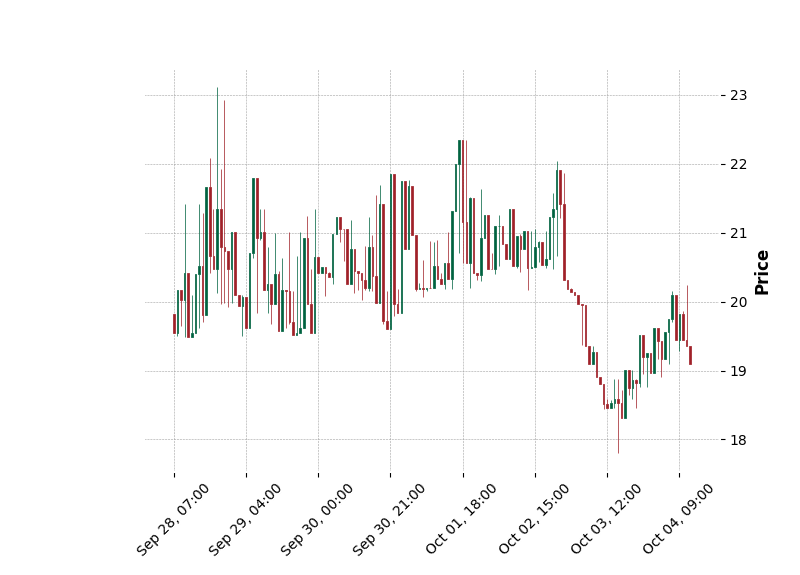 23
22
21
20
19
18
Price
Sep 28, 07:00
Sep 29, 04:00
Sep 30, 00:00
Sep 30, 21:00
Oct 01, 18:00
Oct 02, 15:00
Oct 03, 12:00
Oct 04, 09:00